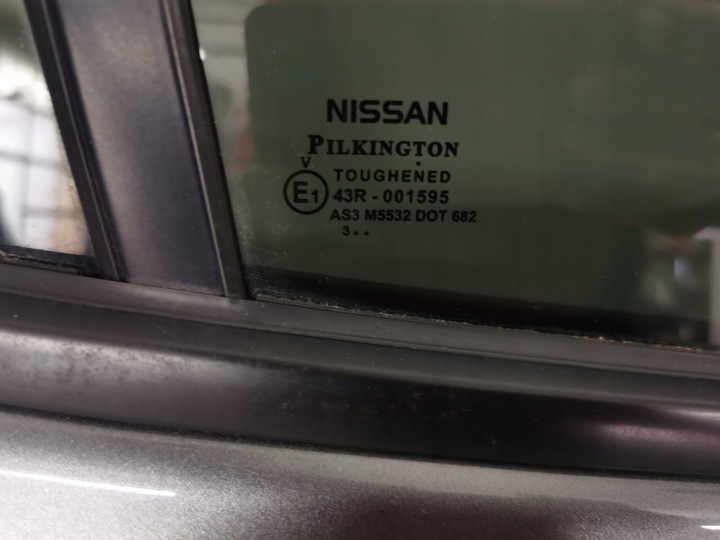 NISSAN
PILKINGTON
V
TOUGHENED
E1 43R - 001595
AS3 M5532 DOT 682
3..